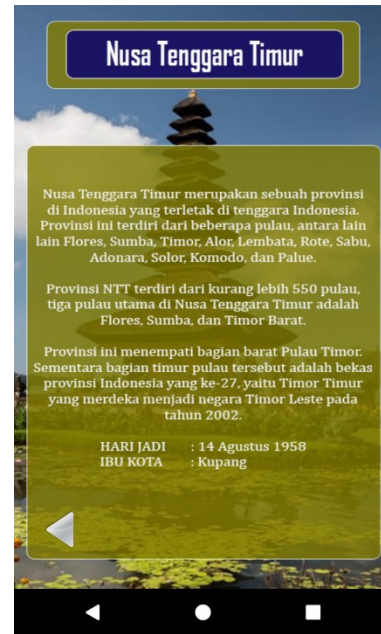 Nusa Tenggara Timur
Nusa Tenggara Timur merupakan sebuah provinsi
di Indonesia yang terletak di tenggara Indonesia.
Provinsi ini terdiri dari beberapa pulau, antara lain
lain Flores, Sumba, Timor, Alor, Lembata, Rote, Sabu,
Adonara, Solor, Komodo, dan Palue.
Provinsi NTT terdiri dari kurang lebih 550 pulau,
tiga pulau utama di Nusa Tenggara Timur adalah
Flores, Sumba, dan Timor Barat.
Provinsi ini menempati bagian barat Pulau Timor.
Sementara bagian timur pulau tersebut adalah bekas
provinsi Indonesia yang ke-27, yaitu Timor Timur
yang merdeka menjadi negara Timor Leste pada
tahun 2002.
HARI JADI : 14 Agustus 1958
IBU KOTA : Kupang